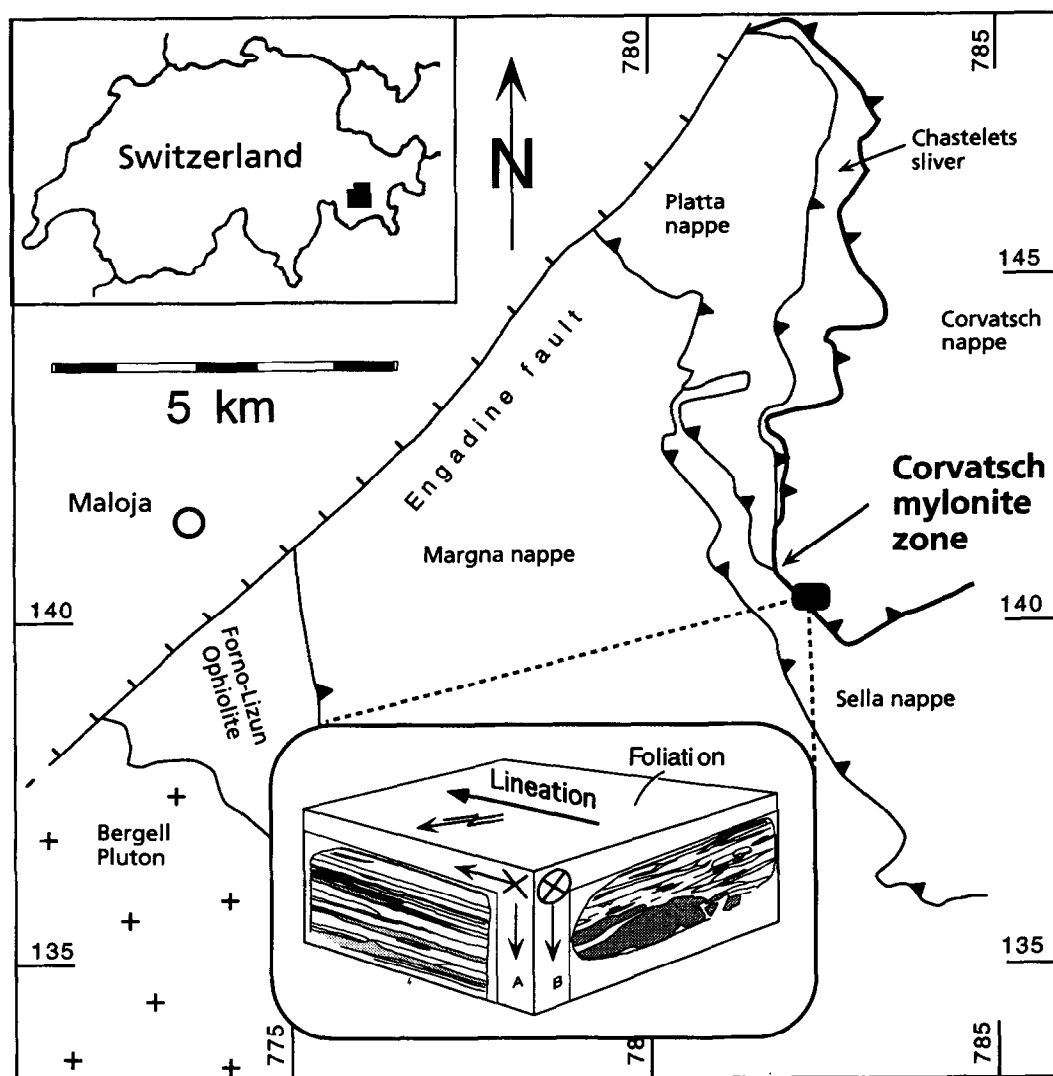 780
785
Switzerland
N
Chastelets
sliver
Platta
nappe
145
Corvatsch
nappe
5 km
Engadine fault
Corvatsch
mylonite
zone
Maloja
Margna nappe
140
140
Forno-Lizun
Ophiolite
Sella nappe
Foliation
Lineation
Bergell
Pluton
A
B
135
135
775
785